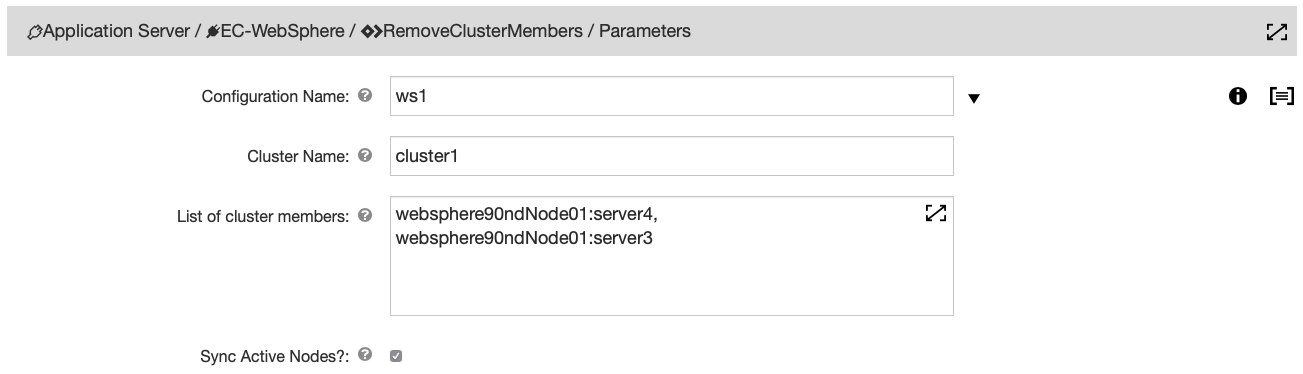 Application Server / EC-WebSphere / RemoveClusterMembers / Parameters
Configuration Name: ws1
Cluster Name: cluster1
List of cluster members: websphere90ndNode01:server4,
websphere90ndNode01:server3
Sync Active Nodes?: